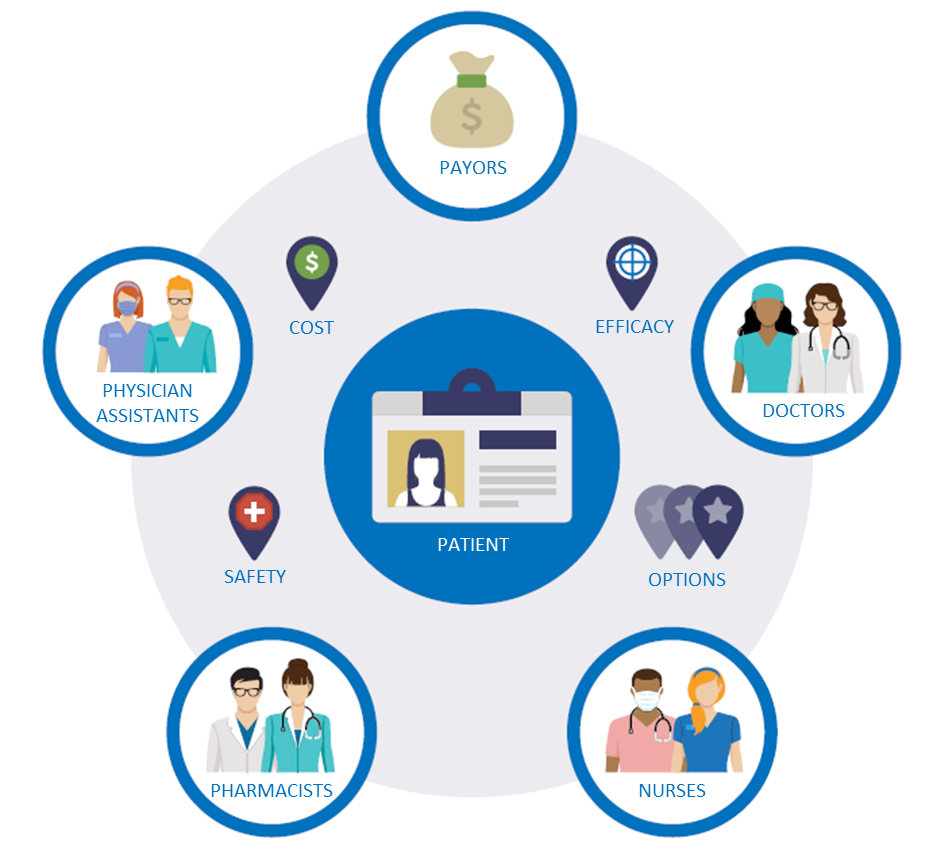 $
PAYORS
$
COST
EFFICACY
PHYSICIAN
ASSISTANTS
DOCTORS
PATIENT
SAFETY
OPTIONS
PHARMACISTS
NURSES